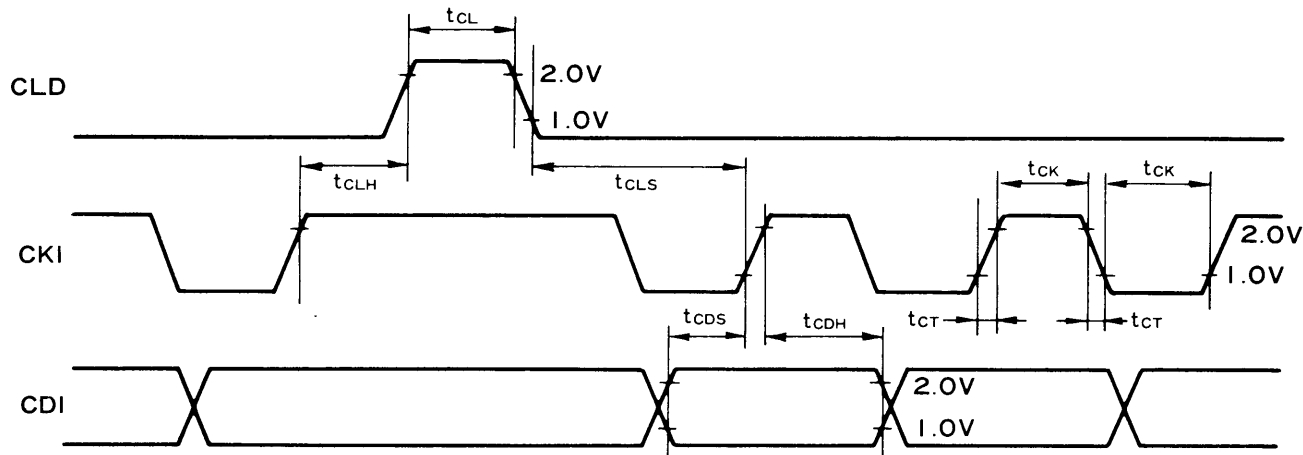 tCL
CLD
2.0V
1.0V
tCLH
tCLS
tCK
tCK
CKI
2.0V
1.0V
tCDS
tCDH
tCT
tCT
CDI
2.0V
1.0V